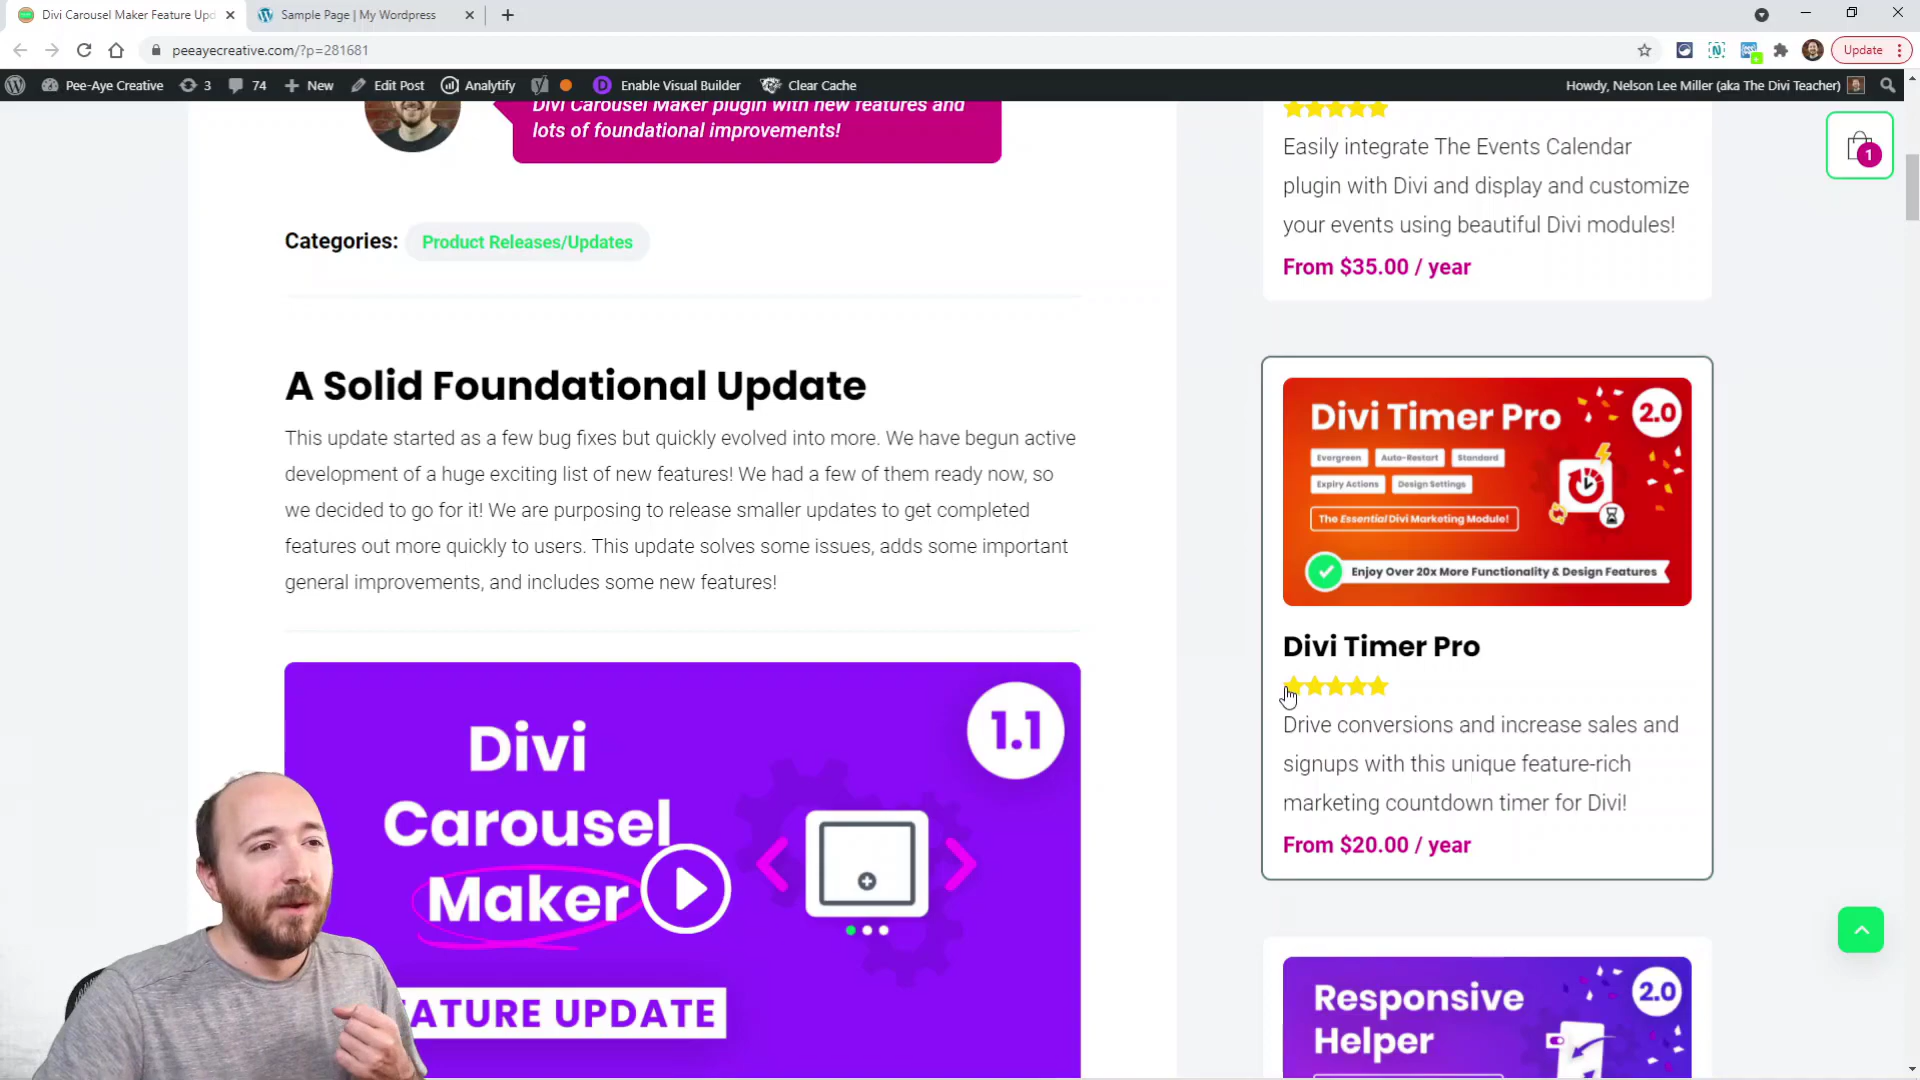 Divi Carousel Maker Feature Upd
Sample Page | My Wordpress
peeayecreative.com/?p=281681
Update
Pee-Aye Creative
3
74
New
Edit Post
Analytify
Enable Visual Builder
Clear Cache
Howdy, Nelson Lee Miller (aka The Divi Teacher)
Divi Carousel Maker plugin with new features and
lots of foundational improvements!
Categories:
Product Releases/Updates
A Solid Foundational Update
This update started as a few bug fixes but quickly evolved into more. We have begun active
development of a huge exciting list of new features! We had a few of them ready now, so
we decided to go for it! We are purposing to release smaller updates to get completed
features out more quickly to users. This update solves some issues, adds some important
general improvements, and includes some new features!
Divi
Carousel
Maker
1.1
ATURE UPDATE
Easily integrate The Events Calendar
plugin with Divi and display and customize
your events using beautiful Divi modules!
From $35.00 / year
1
Divi Timer Pro
2.0
Evergreen
Auto-Restart
Standard
Expiry Actions
Design Settings
The Essential Divi Marketing Module!
Enjoy Over 20x More Functionality & Design Features
Divi Timer Pro
Drive conversions and increase sales and
signups with this unique feature-rich
marketing countdown timer for Divi!
From $20.00 / year
Responsive
Helper
2.0